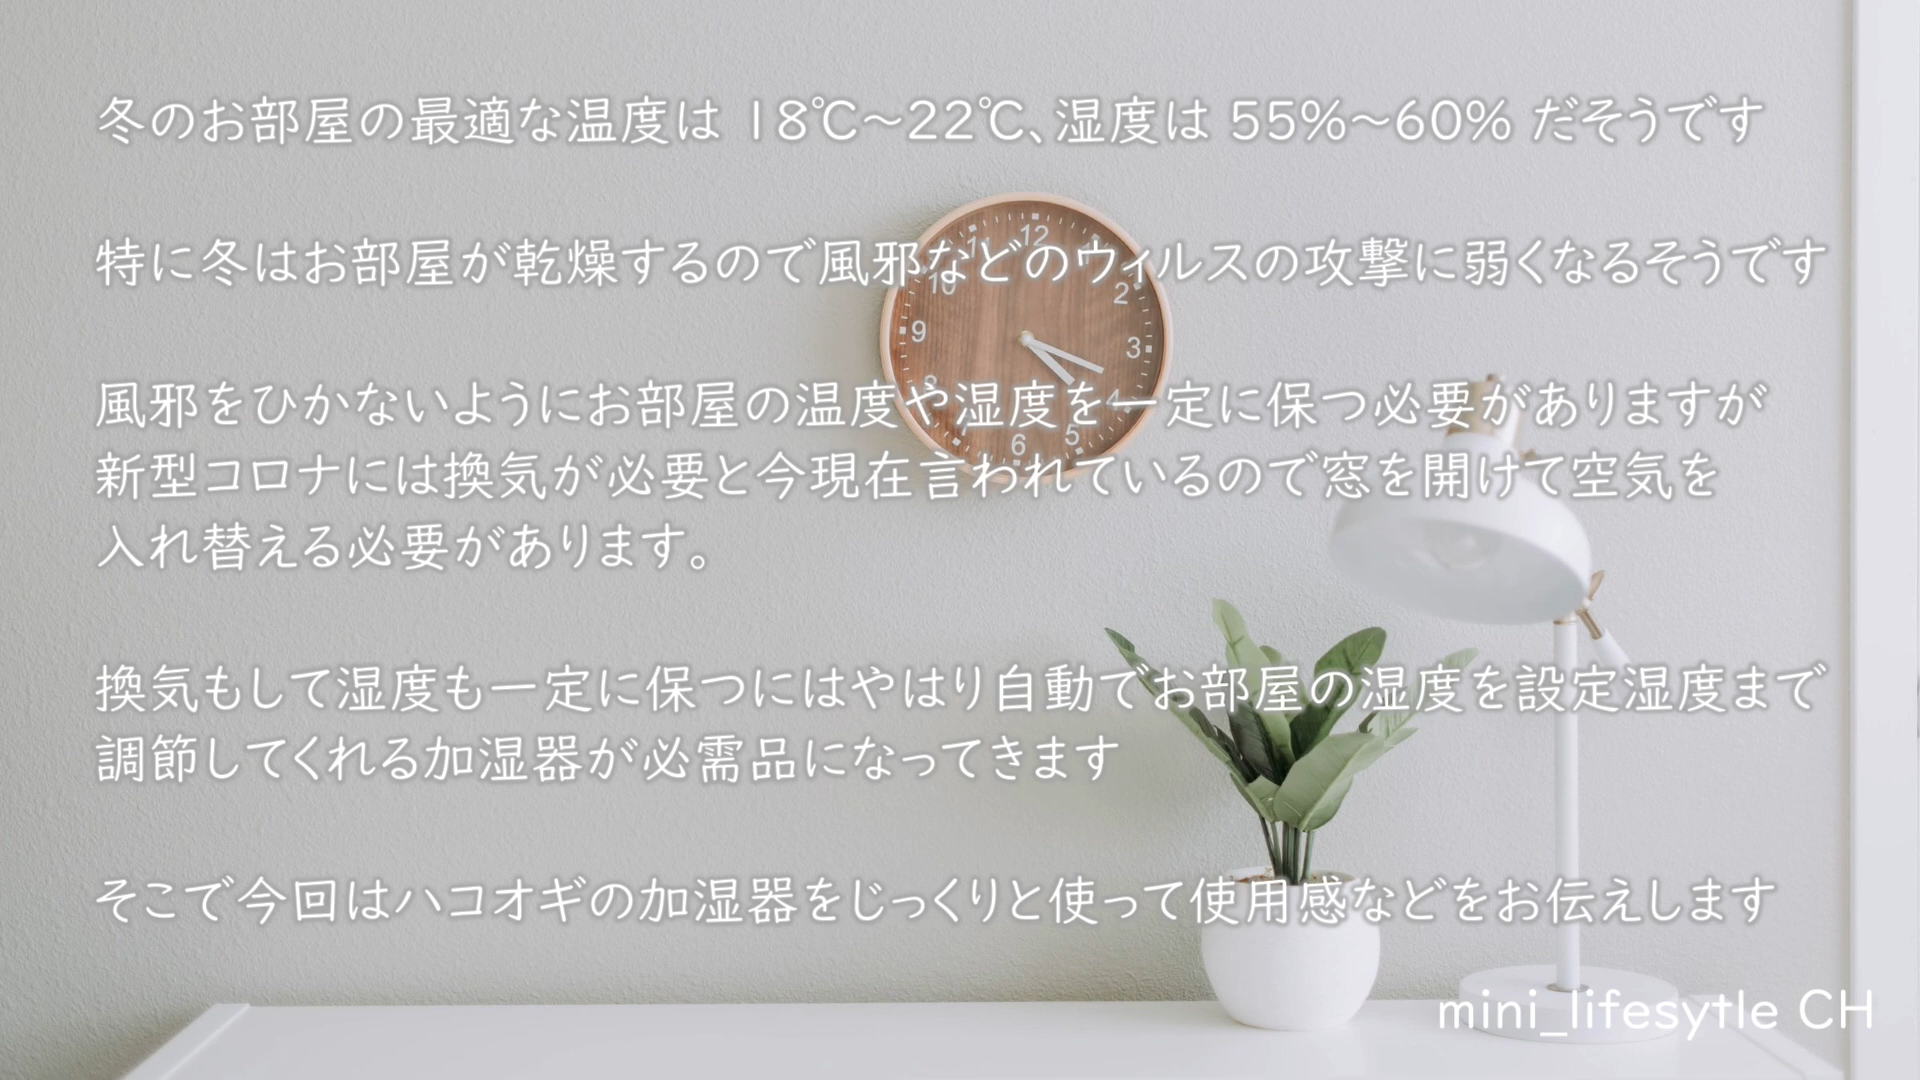 冬のお部屋の最適な温度は 18℃～22℃、湿度は 55%～60% だそうです
特に冬はお部屋が乾燥するので風邪などのウィルスの攻撃に弱くなるそうです
風邪をひかないようにお部屋の温度や湿度を一定に保つ必要がありますが
新型コロナには換気が必要と今現在言われているので窓を開けて空気を
入れ替える必要があります。
換気もして湿度も一定に保つにはやはり自動でお部屋の湿度を設定湿度まで
調節してくれる加湿器が必需品になってきます
そこで今回はハコオギの加湿器をじっくりと使って使用感などをお伝えします
mini_lifesytle CH
12
1
10
2
9
3
8
4
7
5
6